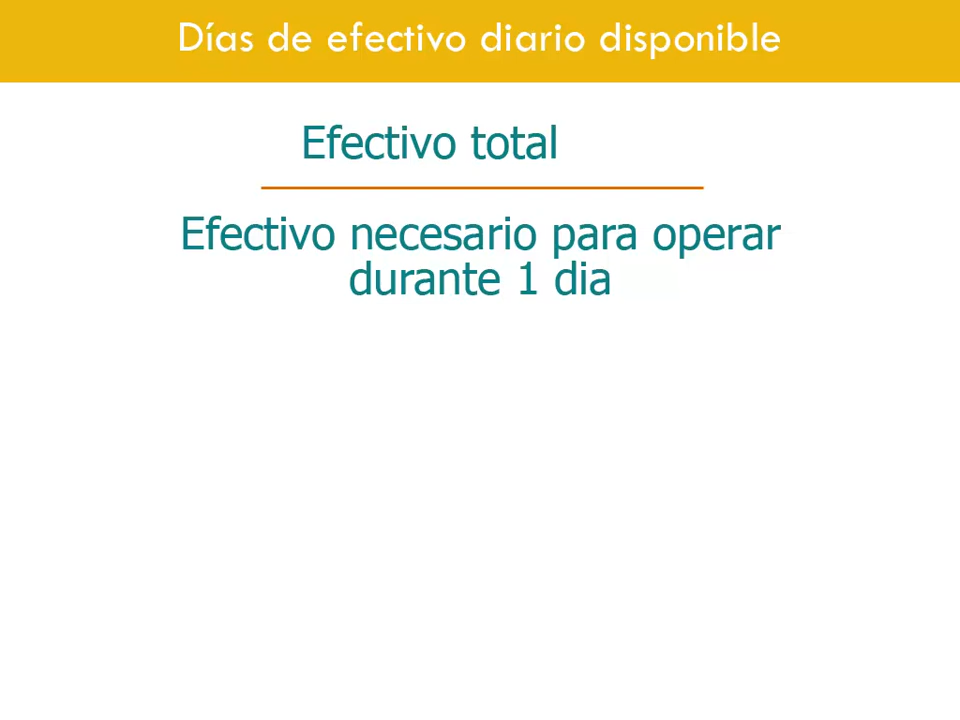 Días de efectivo diario disponible
Efectivo total
Efectivo necesario para operar
durante 1 dia